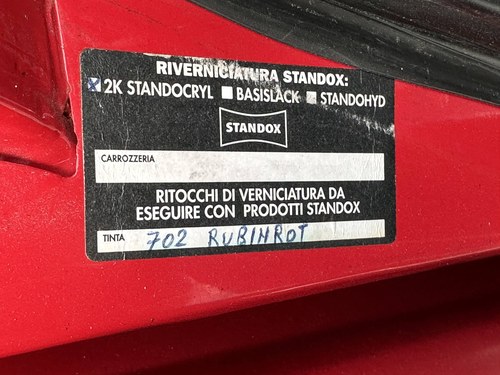 RIVERNICIATURA STANDOX:
2K STANDOCRYL BASISLACK STANDOHYD
STANDOX
CARROZZERIA
RITOCCHI DI VERNICIATURA DA
ESEGUIRE CON PRODOTTI STANDOX
TINTA 702 RUBINROT